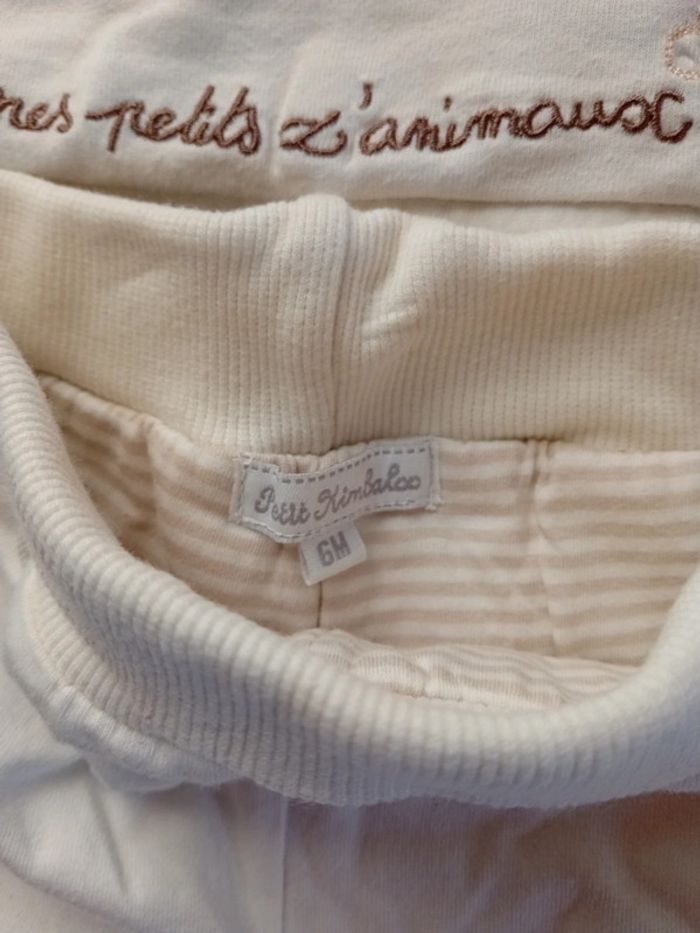 petits z'animaux
Petit Kimbaloo
6M